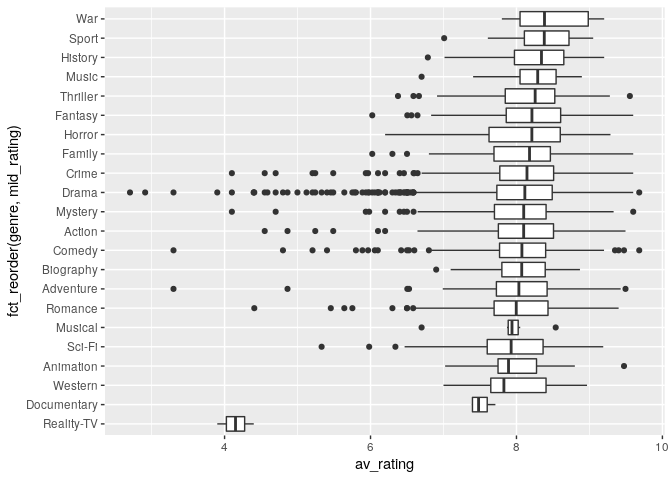 War
Sport
History
Music
Thriller
Fantasy
Horror
Family
Crime
Drama
Mystery
Action
Comedy
Biography
Adventure
Romance
Musical
Sci-Fi
Animation
Western
Documentary
Reality-TV
fct_reorder(genre, mid_rating)
4 6 8 10
av_rating